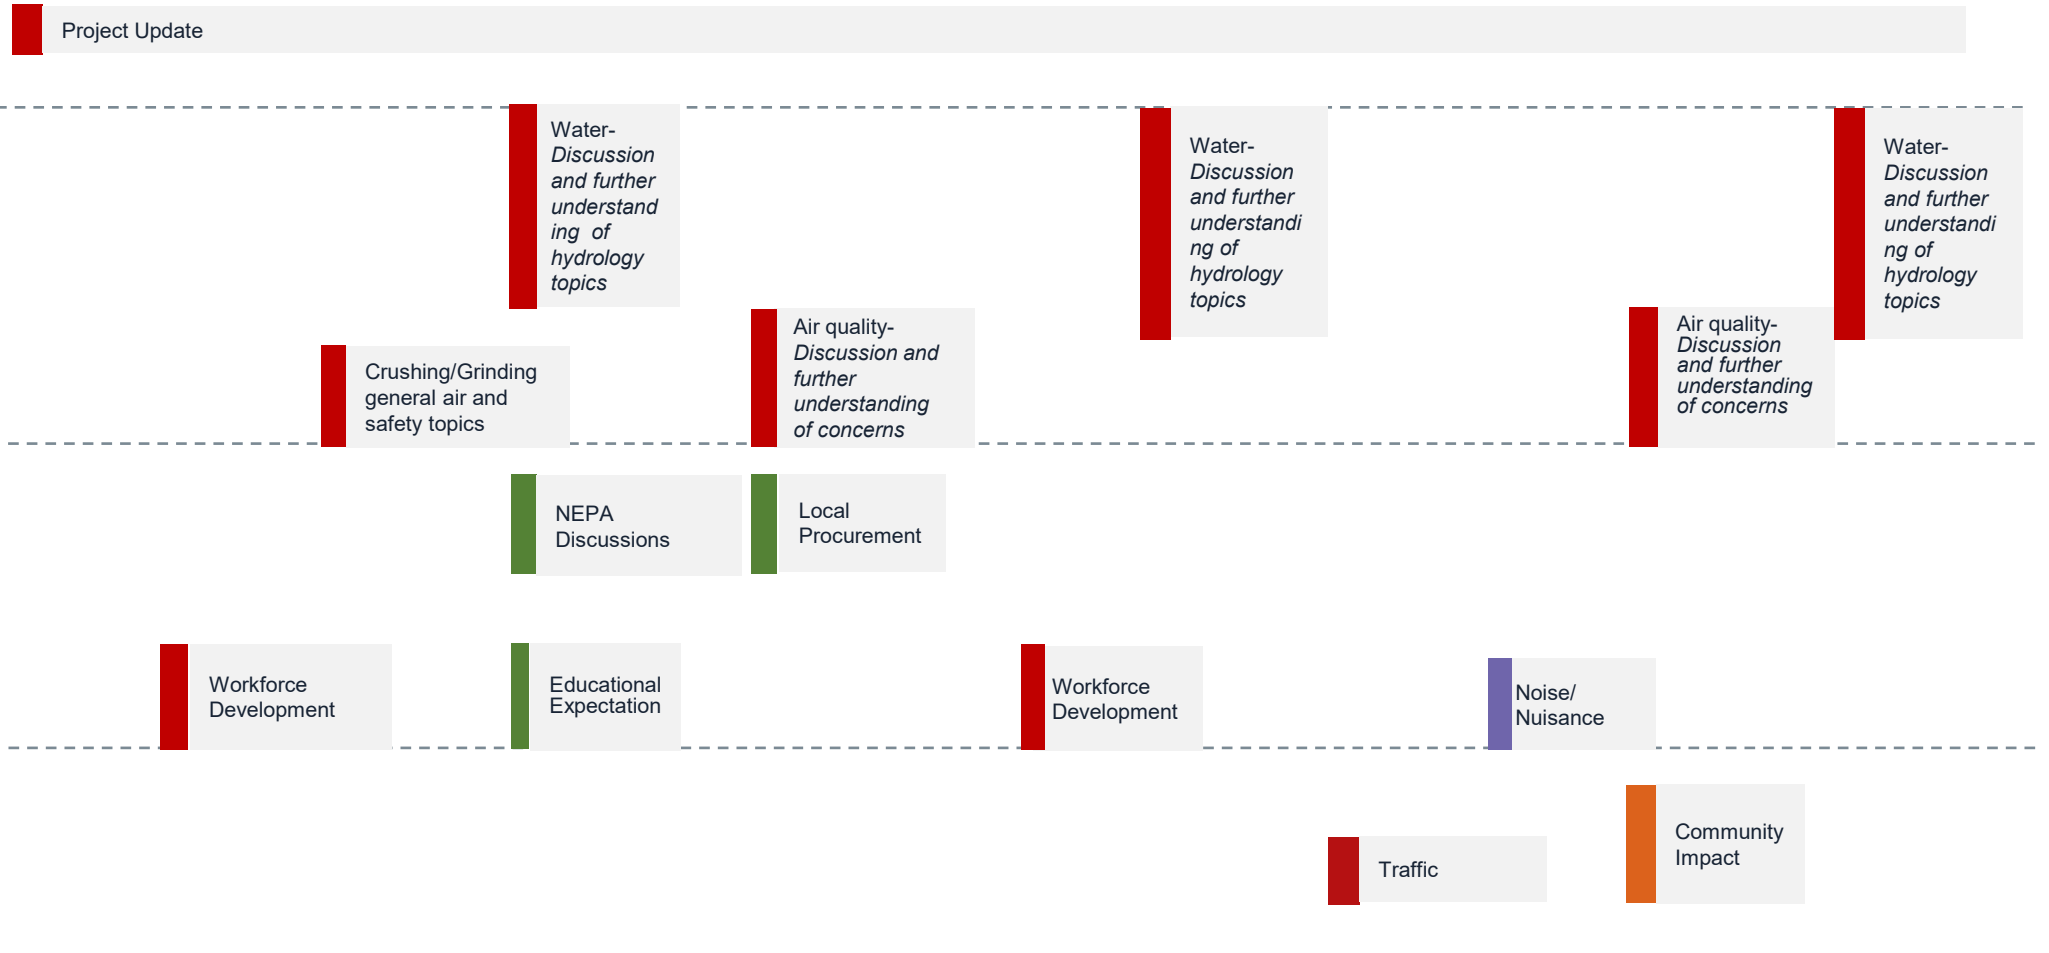 Project Update
Water-
Discussion
and further
understand
ing  of
hydrology
topics
Water-
Discussion
and further
understandi
ng of
hydrology
topics
Water-
Discussion
and further
understandi
ng of
hydrology
topics
Crushing/Grinding
general air and
safety topics
Air quality-
Discussion and
further
understanding
of concerns
Air quality-
Discussion
and further
understanding
of concerns
NEPA
Discussions
Local
Procurement
Workforce
Development
Educational
Expectation
Workforce
Development
Noise/
Nuisance
Traffic
Community
Impact